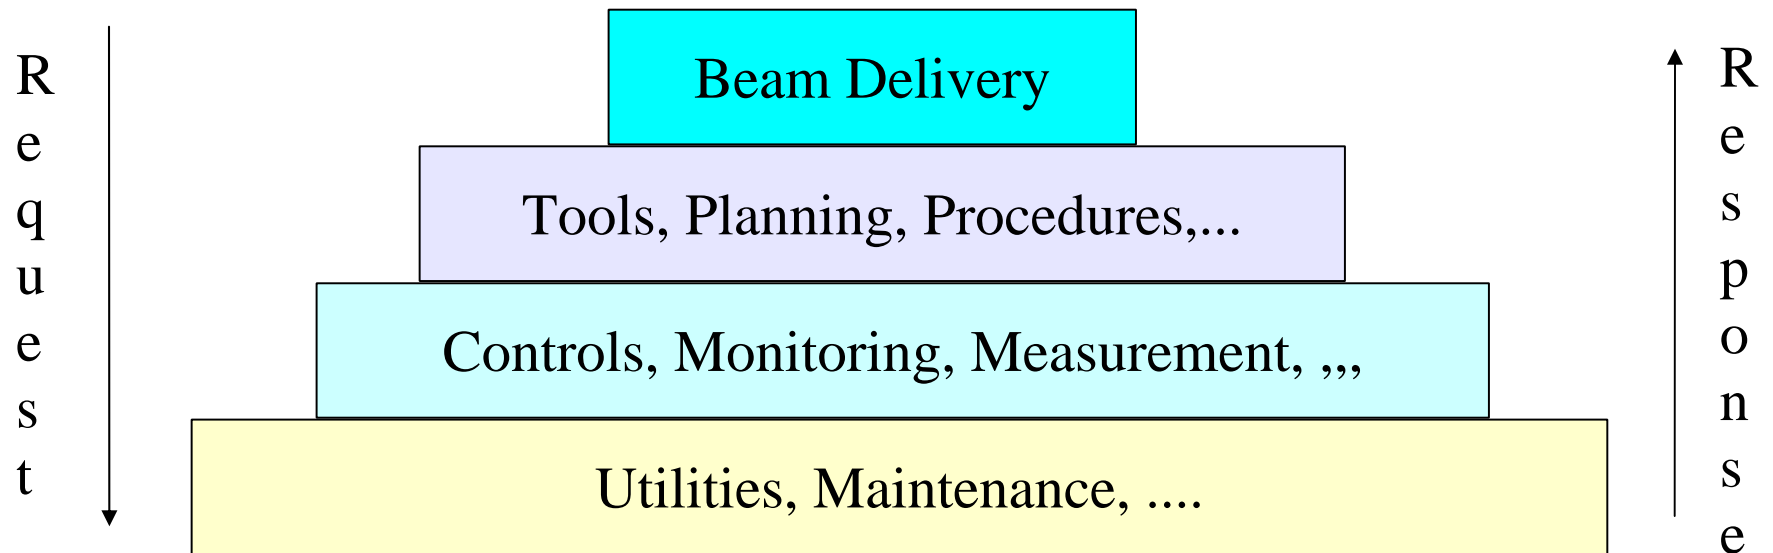 Request
Beam Delivery
Tools, Planning, Procedures,...
Controls, Monitoring, Measurement, ,,,
Utilities, Maintenance, ....
Response